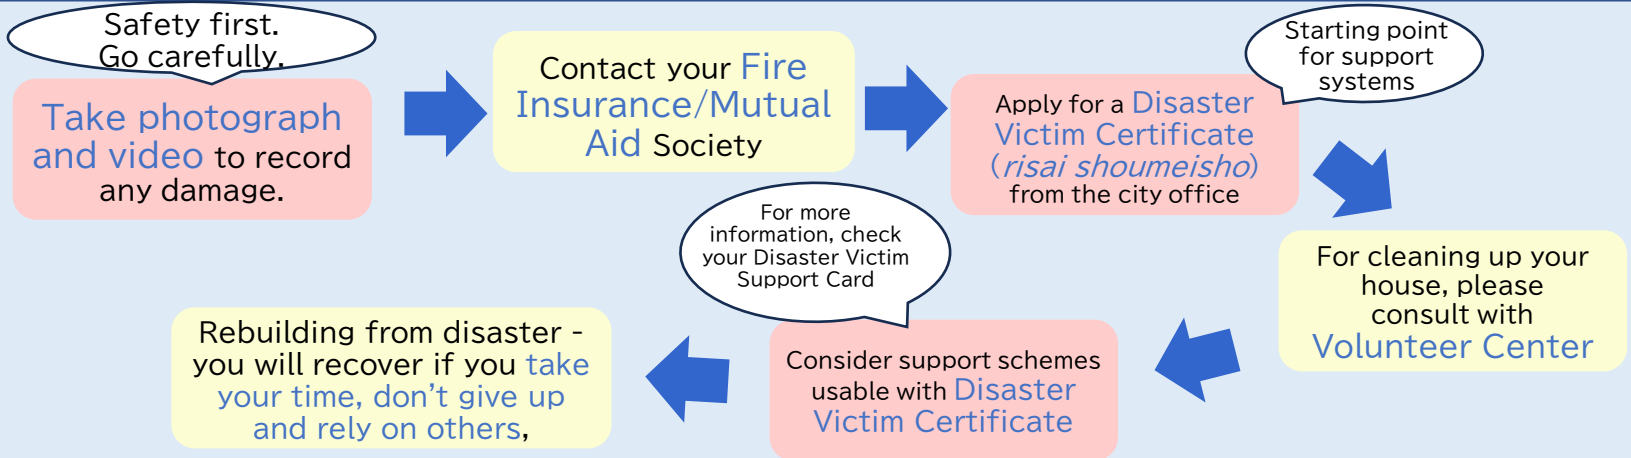 Safety first.
Go carefully.
Take photograph
and video to record
any damage.
Contact your Fire
Insurance/Mutual
Aid Society
Starting point
for support
systems
Apply for a Disaster
Victim Certificate
(risai shoumeisho)
from the city office
For cleaning up your
house, please
consult with
Volunteer Center
For more
information, check
your Disaster Victim
Support Card
Consider support schemes
usable with Disaster
Victim Certificate
Rebuilding from disaster -
you will recover if you take
your time, don't give up
and rely on others,